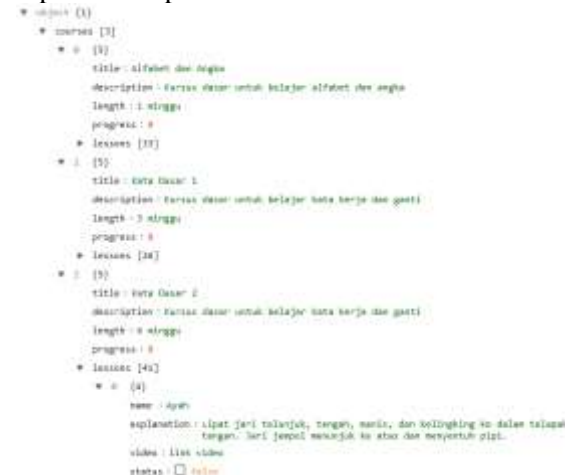 object {1}
courses [3]
0 {5}
title : Alfabet dan Angka
description : Kursus dasar untuk belajar alfabet dan angka
length : 1 minggu
progress : 0
lessons
1 {5}
title : Kata Dasar 1
description : Kursus dasar untuk belajar kata kerja dan ganti
length : 3 minggu
progress : 0
lessons
2 {5}
title : Kata Dasar 2
description : Kursus dasar untuk belajar kata kerja dan ganti
length : minggu
progress : 0
lessons
0 {4}
name : Ayah
explanation : Lipat jari telunjuk, tengah, manis, dan kelingking ke dalam telapak
tangan. Jari jempol menunjuk ke atas dan menyentuh pipi.
video : link video
status : false